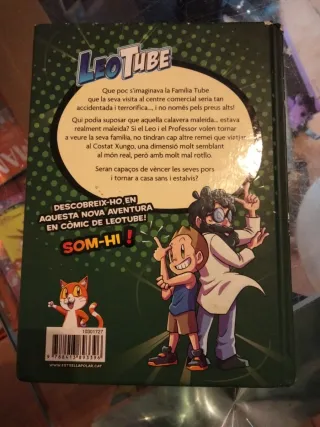 LEOTUBE
Poc que s'imaginava la Família Tube
que la seva visita al centre comercial seria tan
accidentada i terrorífica..., i no només pels preus alts!
Qui podia suposar que aquella calavera maleïda... estava
realment maleïda? Si el Leo i el Professor volen tornar
a veure la seva família, no tindran cap altre remei que viatjar
al Costat Xungo, una dimensió molt semblant
al món real, però amb molt mal rotllo.
Seran capaços de vèncer les seves pors
i tornar a casa sans i estalvis?
DESCOBREIX-HO EN
AQUESTA NOVA AVENTURA
EN CÒMIC DE LEOTUBE!
SOM-HI!
10301727
WWW.ESTRELLAPOLAR.CAT